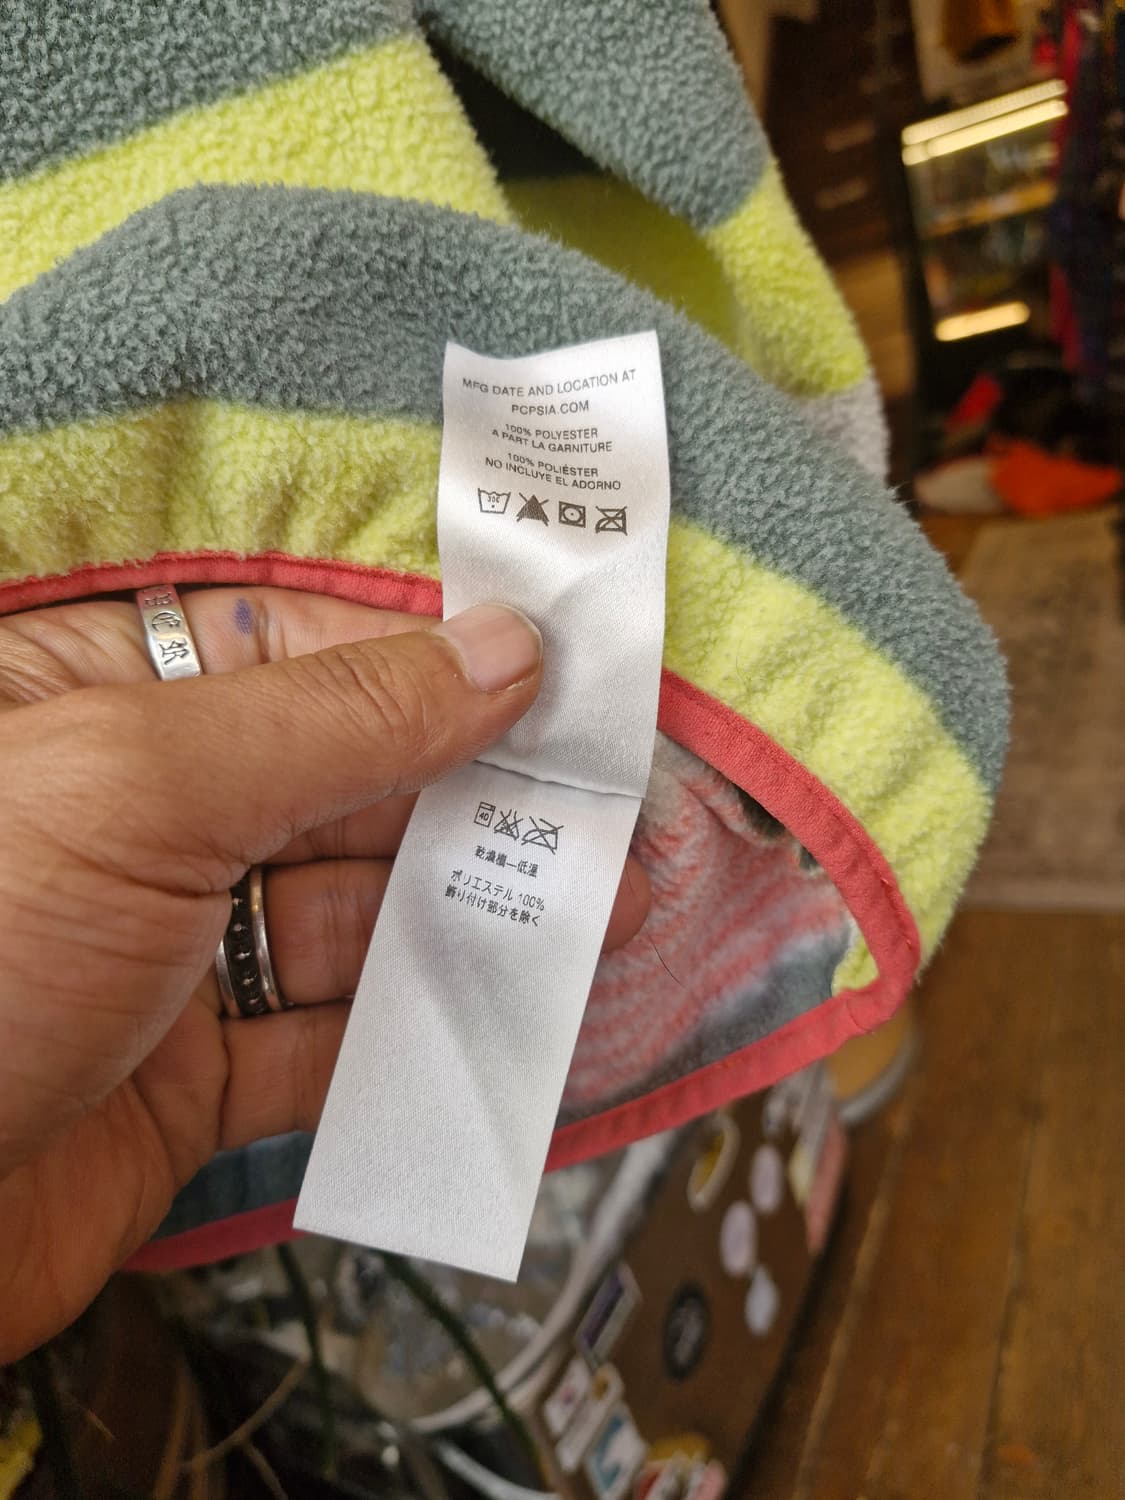 MFG DATE AND LOCATION AT
PCPSIA.COM
100% POLYESTER
A PART LA GARNITURE
100% POLIÉSTER
NO INCLUYE EL ADORNO
30C
40
乾燥機—低温
ポリエステル 100%
飾り付け部分を除く